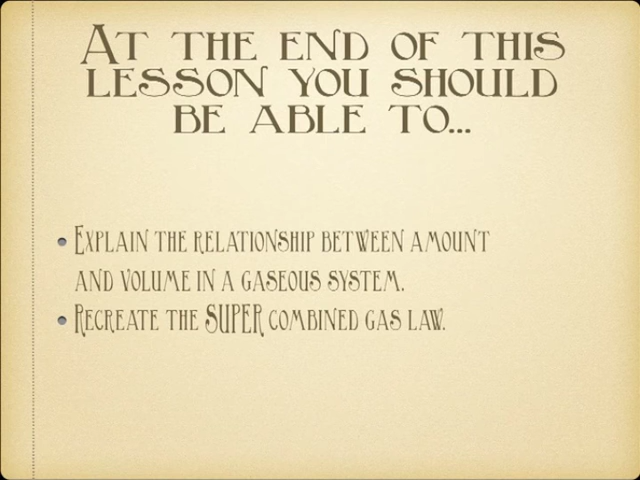 At the end of this
lesson you should
be able to...
• Explain the relationship between amount
and volume in a gaseous system.
• Recreate the SUPER combined gas law.